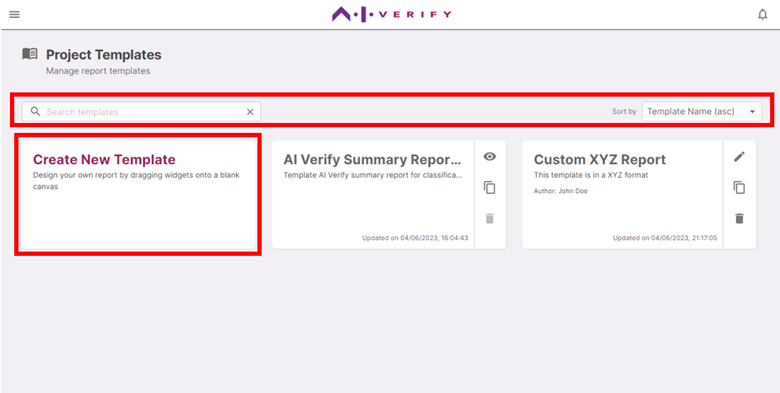 A·I·VERIFY
Project Templates
Manage report templates
Search templates
Sort by
Template Name (asc)
Create New Template
Design your own report by dragging widgets onto a blank
canvas
AI Verify Summary Repor...
Template AI Verify summary report for classifica...
Updated on 04/06/2023, 16:04:43
Custom XYZ Report
This template is in a XYZ format
Author: John Doe
Updated on 04/06/2023, 21:17:05